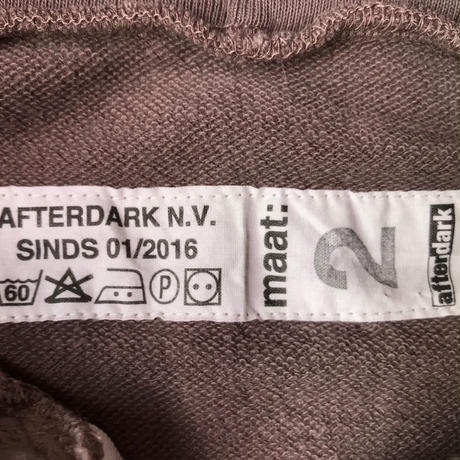 AFTERDARK N.V.
SINDS 01/2016
60 P
maat: 2
afterdark